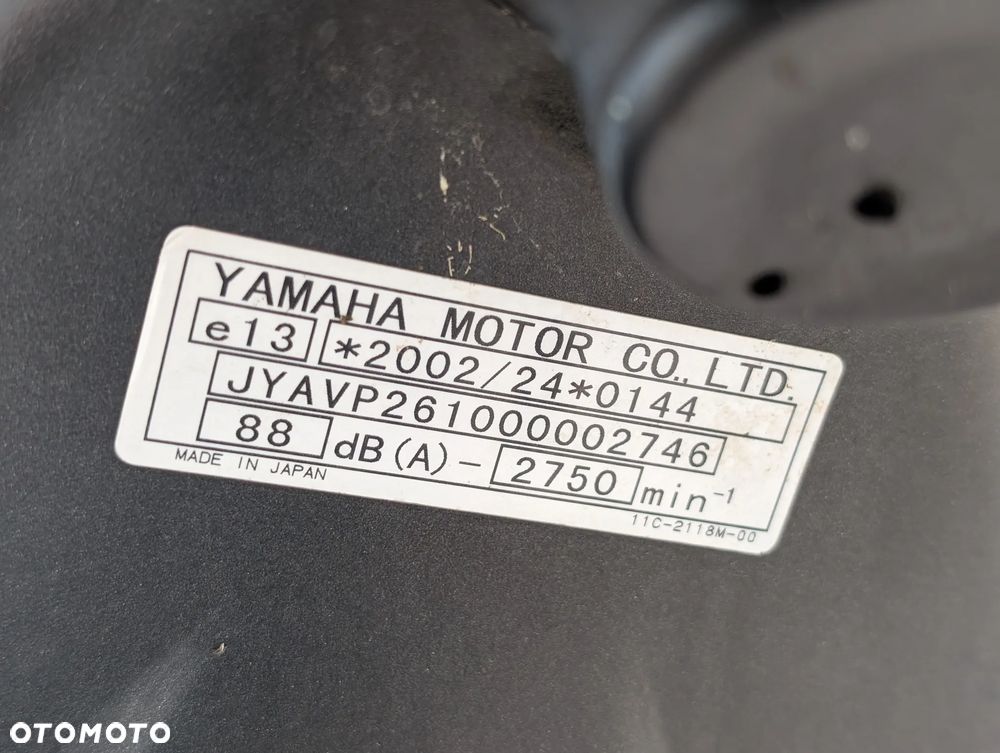 YAMAHA MOTOR CO., LTD.
e13 *2002/24*0144
JYAVP261000002746
88 dB(A)- 2750 min-1
MADE IN JAPAN
11C-2118M-00
OTOMOTO